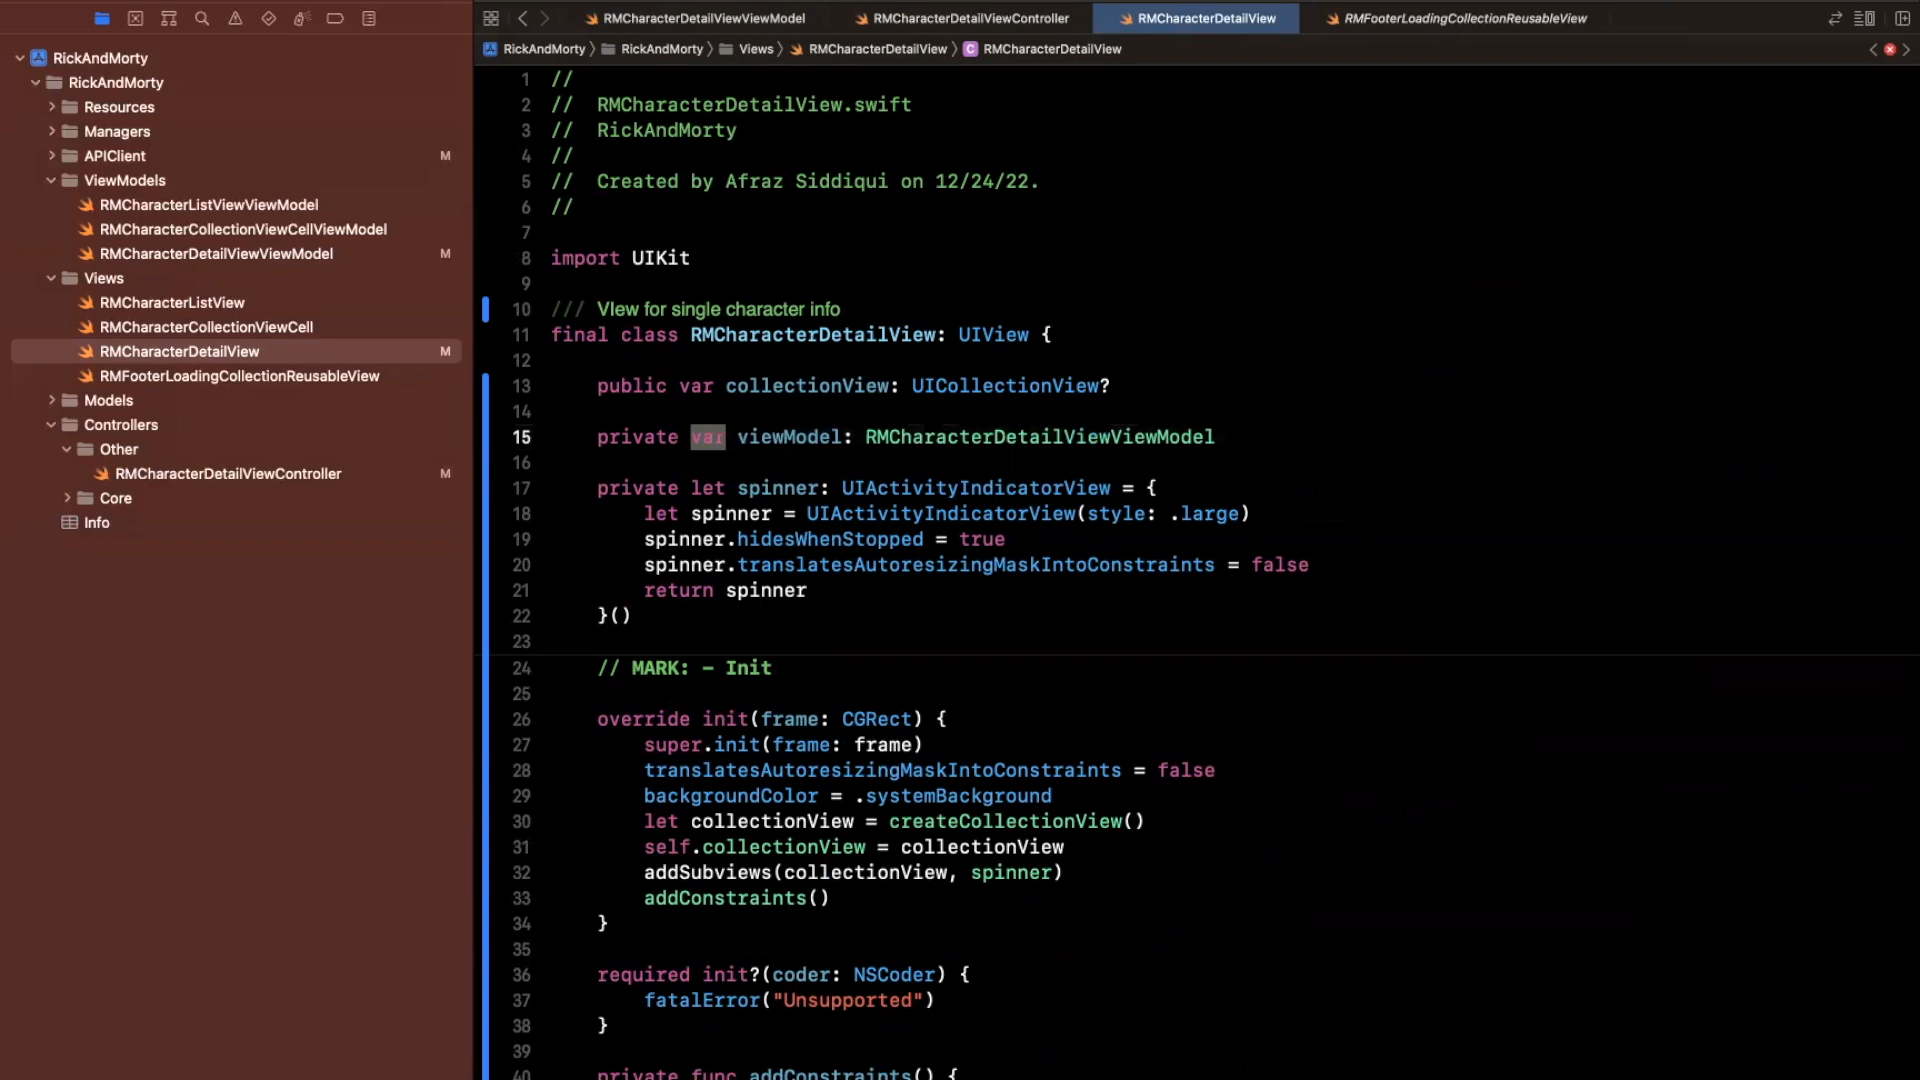 RMCharacterDetailViewViewModel
RMCharacterDetailViewController
RMCharacterDetailView
RMFooterLoadingCollectionReusableView
RickAndMorty
RickAndMorty
Views
RMCharacterDetailView
C RMCharacterDetailView
RickAndMorty
RickAndMorty
Resources
Managers
APIClient M
ViewModels
RMCharacterListViewViewModel
RMCharacterCollectionViewCellViewModel
RMCharacterDetailViewViewModel M
Views
RMCharacterListView
RMCharacterCollectionViewCell
RMCharacterDetailView M
RMFooterLoadingCollectionReusableView
Models
Controllers
Other
RMCharacterDetailViewController M
Core
Info
1 //
2 //  RMCharacterDetailView.swift
3 //  RickAndMorty
4 //
5 //  Created by Afraz Siddiqui on 12/24/22.
6 //
7
8 import UIKit
9
10 /// VIew for single character info
11 final class RMCharacterDetailView: UIView {
12
13     public var collectionView: UICollectionView?
14
15     private var viewModel: RMCharacterDetailViewViewModel
16
17     private let spinner: UIActivityIndicatorView = {
18         let spinner = UIActivityIndicatorView(style: .large)
19         spinner.hidesWhenStopped = true
20         spinner.translatesAutoresizingMaskIntoConstraints = false
21         return spinner
22     }()
23
24     // MARK: - Init
25
26     override init(frame: CGRect) {
27         super.init(frame: frame)
28         translatesAutoresizingMaskIntoConstraints = false
29         backgroundColor = .systemBackground
30         let collectionView = createCollectionView()
31         self.collectionView = collectionView
32         addSubviews(collectionView, spinner)
33         addConstraints()
34     }
35
36     required init?(coder: NSCoder) {
37         fatalError("Unsupported")
38     }
39
40     private func addConstraints() {